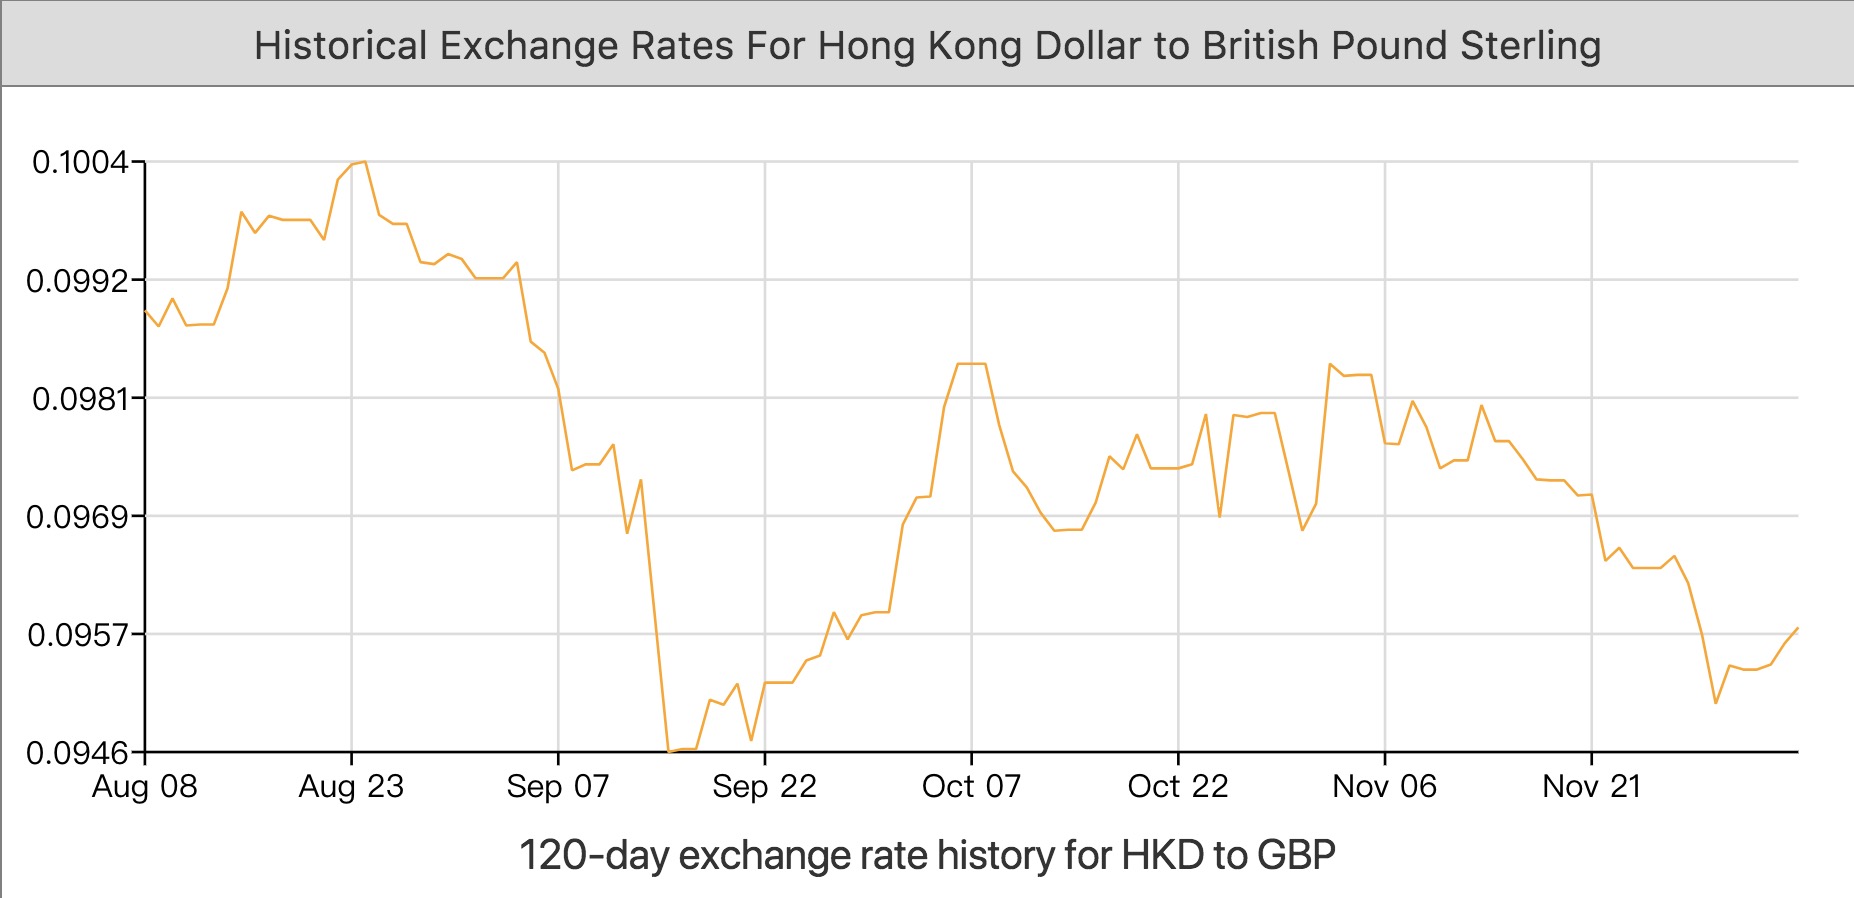 Historical Exchange Rates For Hong Kong Dollar to British Pound Sterling
0.1004
0.0992
0.0981
0.0969
0.0957
0.0946
Aug 08 Aug 23 Sep 07 Sep 22 Oct 07 Oct 22 Nov 06 Nov 21
120-day exchange rate history for HKD to GBP